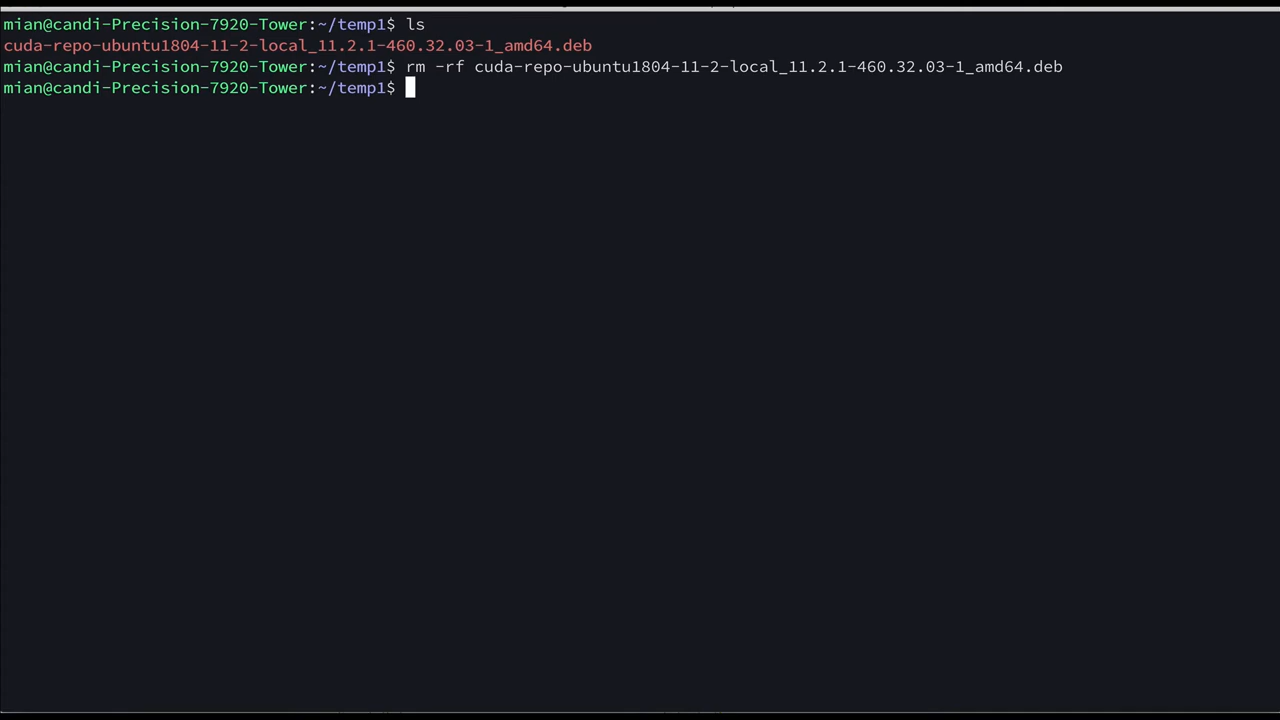 mian@candi-Precision-7920-Tower:~/temp1$ ls
cuda-repo-ubuntu1804-11-2-local_11.2.1-460.32.03-1_amd64.deb
mian@candi-Precision-7920-Tower:~/temp1$ rm -rf cuda-repo-ubuntu1804-11-2-local_11.2.1-460.32.03-1_amd64.deb
mian@candi-Precision-7920-Tower:~/temp1$